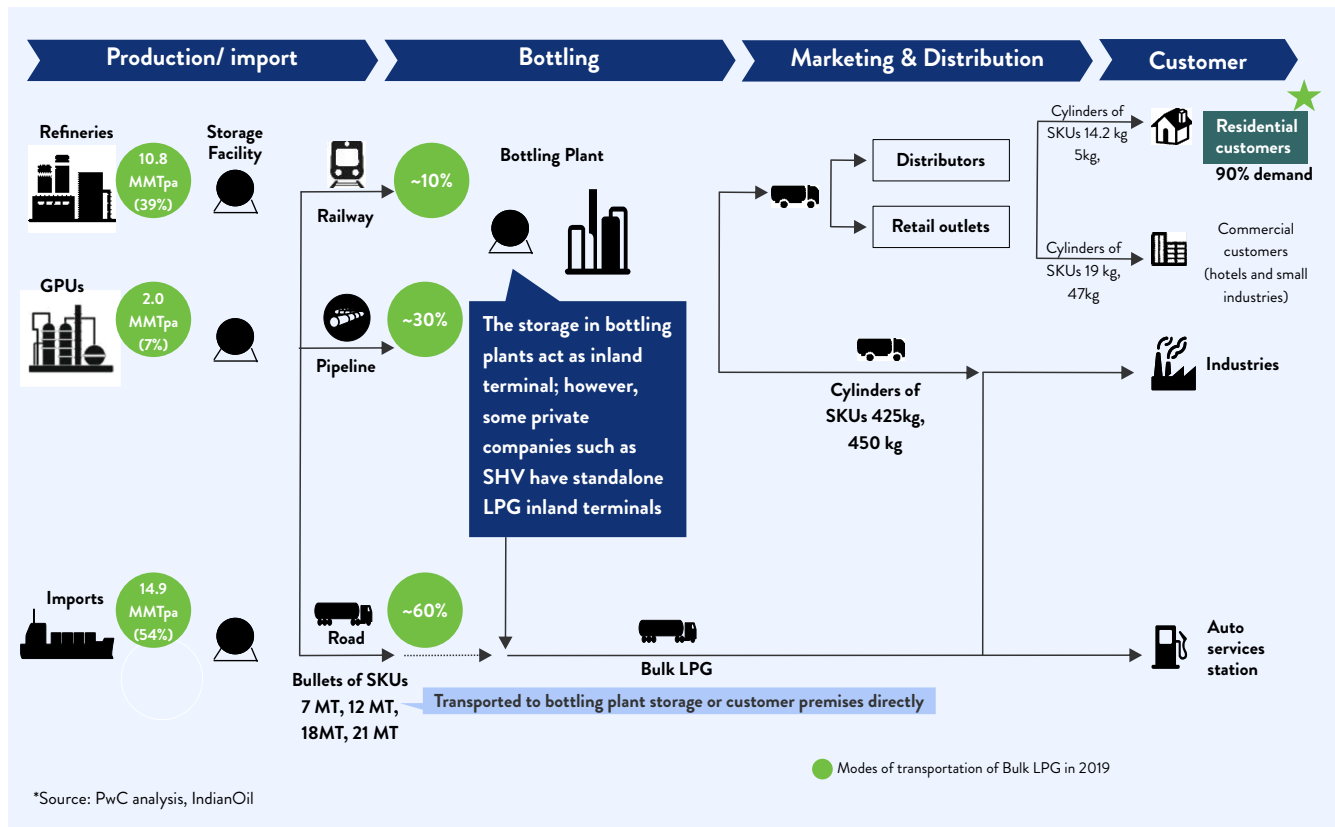 Production/ import
Bottling
Marketing & Distribution
Customer
Refineries
10.8
MMTpa
(39%)
Storage
Facility
GPUs
2.0
MMTpa
(7%)
Imports
14.9
MMTpa
(54%)
Railway
~10%
Pipeline
~30%
Road
~60%
Bullets of SKUs
7 MT, 12 MT,
18MT, 21 MT
Transported to bottling plant storage or customer premises directly
Bottling Plant
The storage in bottling
plants act as inland
terminal; however,
some private
companies such as
SHV have standalone
LPG inland terminals
Bulk LPG
Distributors
Retail outlets
Cylinders of
SKUs 425kg,
450 kg
Cylinders of
SKUs 14.2 kg
5kg,
Residential
customers
90% demand
Cylinders of
SKUs 19 kg,
47kg
Commercial
customers
(hotels and small
industries)
Industries
Auto
services
station
Modes of transportation of Bulk LPG in 2019
*Source: PwC analysis, IndianOil